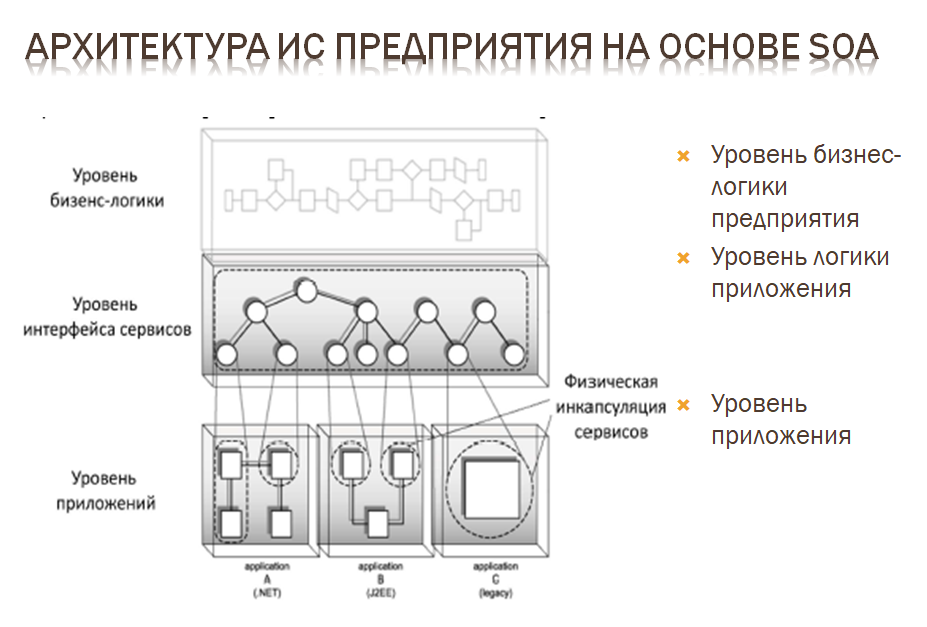 АРХИТЕКТУРА ИС ПРЕДПРИЯТИЯ НА ОСНОВЕ SOA
Уровень
бизенс-логики
Уровень
интерфейса сервисов
Физическая
инкапсуляция
сервисов
Уровень
приложений
application
A
(.NET)
application
B
(J2EE)
application
C
(legacy)
Уровень бизнес-
логики
предприятия
Уровень логики
приложения
Уровень
приложения